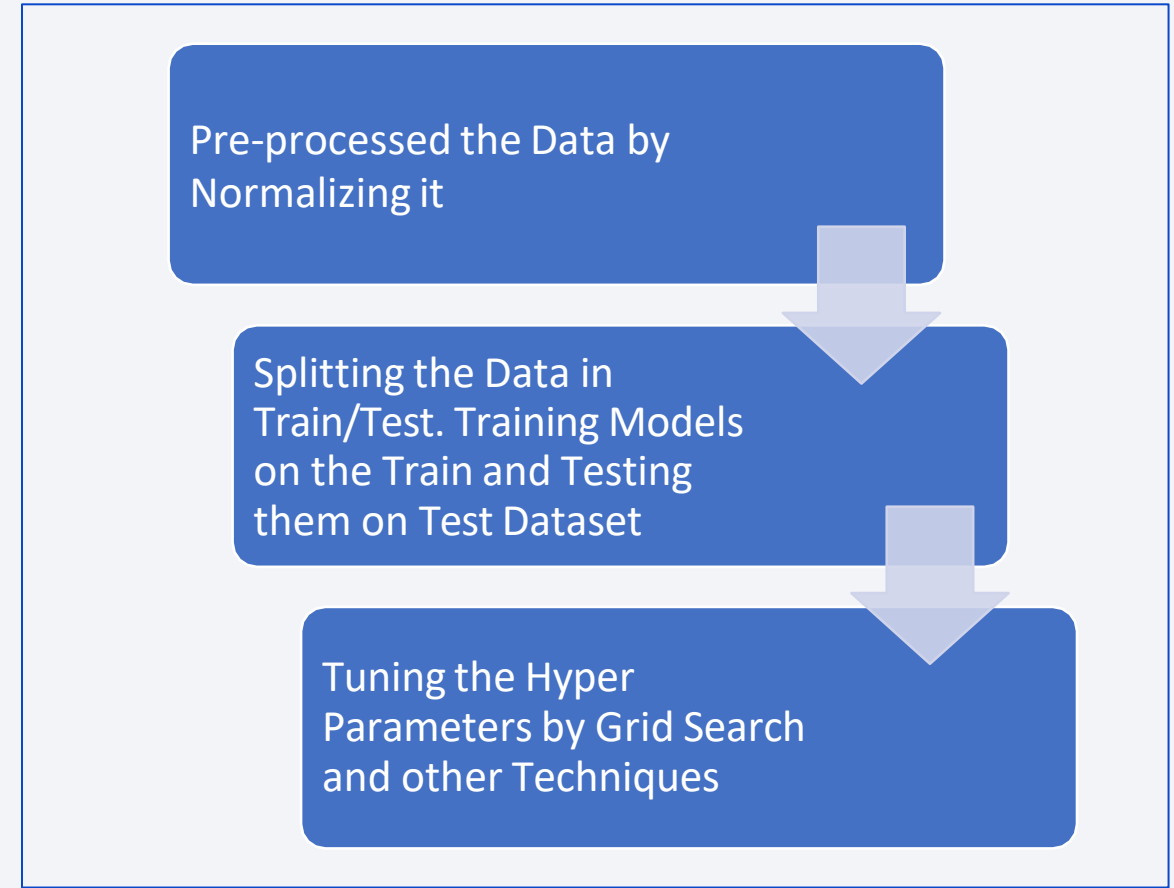 Pre-processed the Data by
Normalizing it
Splitting the Data in
Train/Test. Training Models
on the Train and Testing
them on Test Dataset
Tuning the Hyper
Parameters by Grid Search
and other Techniques